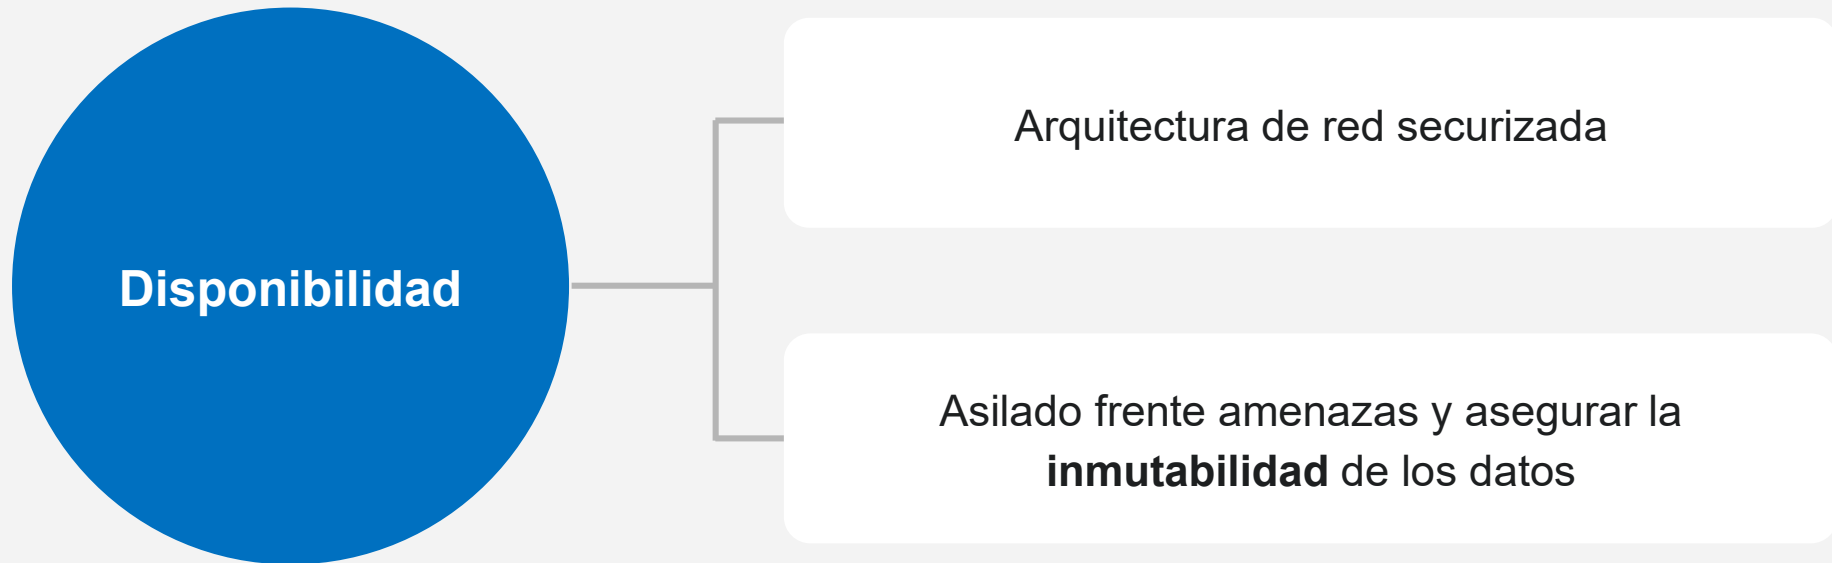 Arquitectura de red securizada
Disponibilidad
Asilado frente amenazas y asegurar la
inmutabilidad de los datos